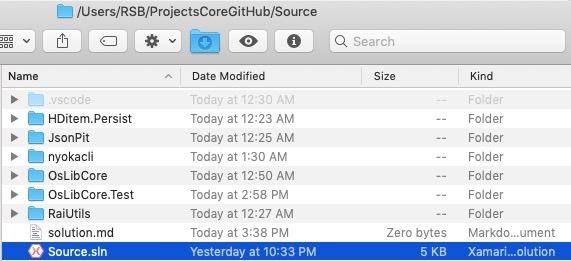 /Users/RSB/ProjectsCoreGitHub/Source
Search
Name Date Modified Size Kind
.vscode Today at 12:30 AM -- Folder
HDitem.Persist Today at 12:23 AM -- Folder
JsonPit Today at 12:25 AM -- Folder
nyokacli Today at 1:30 AM -- Folder
OsLibCore Today at 12:50 AM -- Folder
OsLibCore.Test Today at 2:58 PM -- Folder
RaiUtils Today at 12:27 AM -- Folder
solution.md Today at 3:38 PM Zero bytes Markdo...ument
Source.sln Yesterday at 10:33 PM 5 KB Xamari...olution